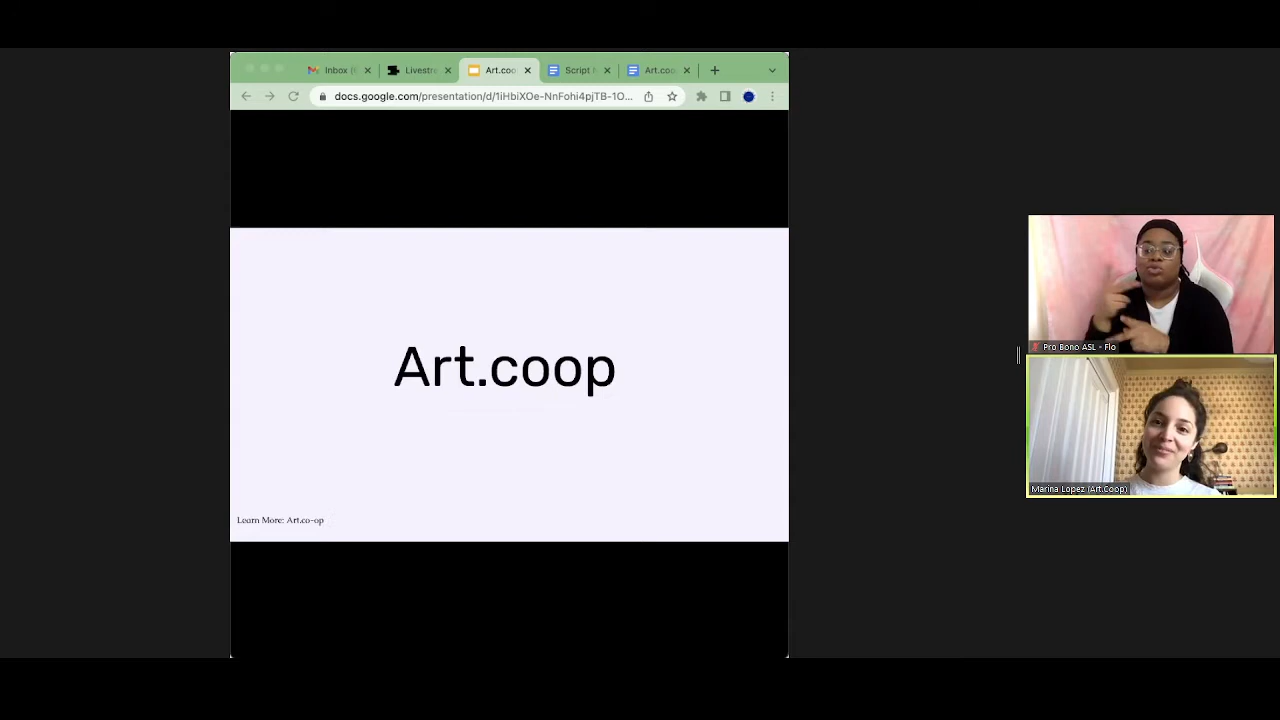 Inbox (
Livestre
Art.coo
Script
Art.coo
docs.google.com/presentation/d/1iHbiXOe-NnFohi4pjTB-1O...
Art.coop
Learn More: Art.co-op
Pro Bono ASL - Flo
Marina Lopez (Art.Coop)